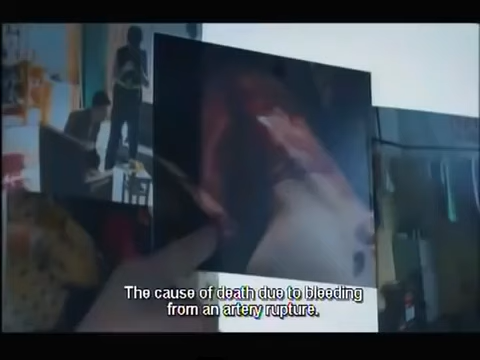 The cause of death due to bleeding
from an artery rupture.